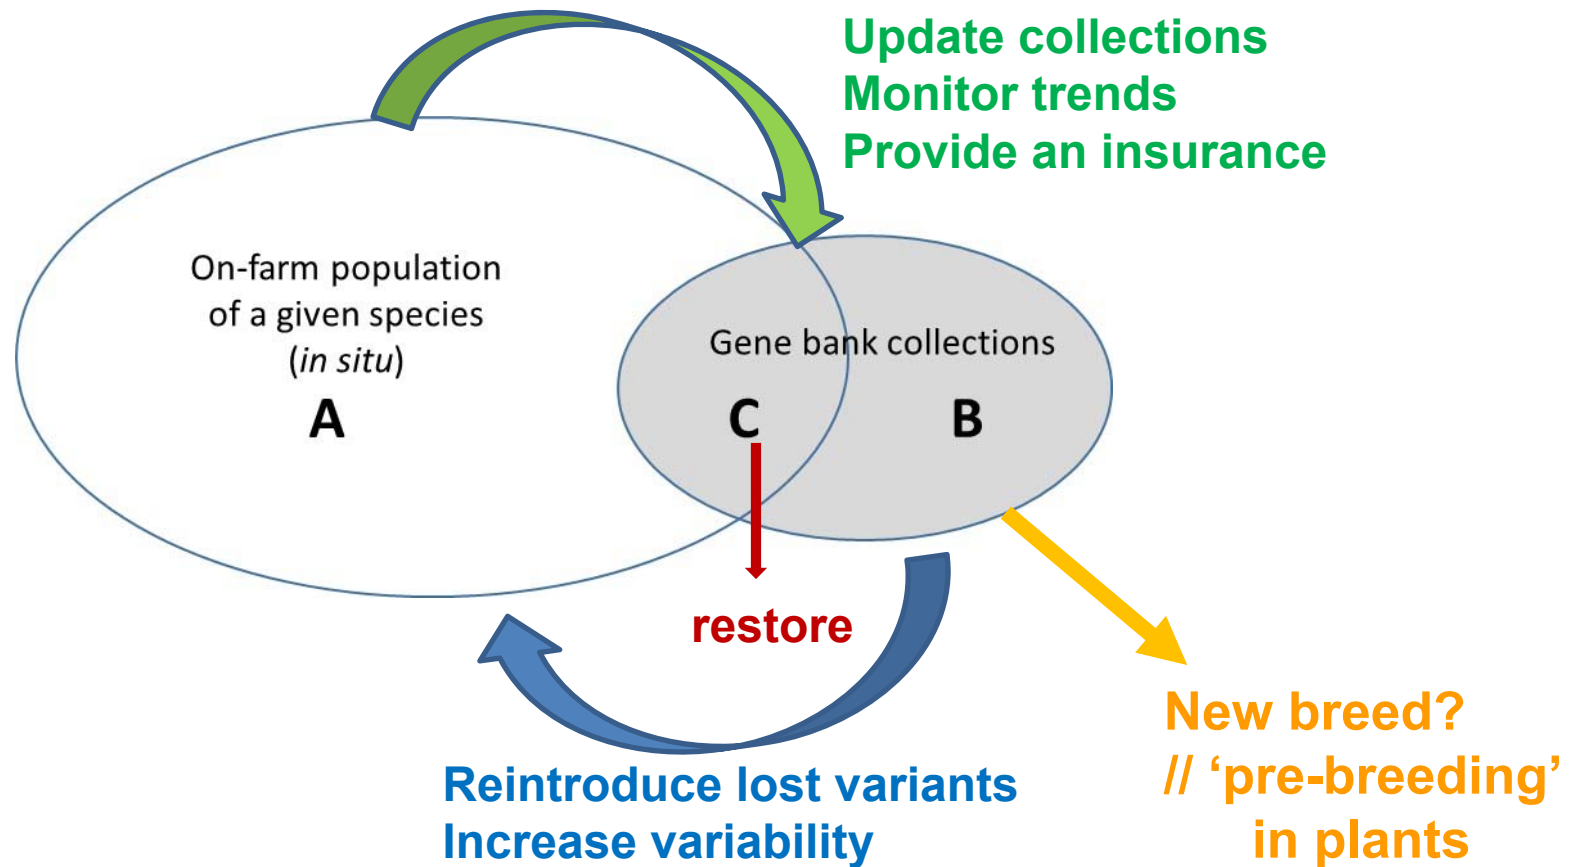 Update collections
Monitor trends
Provide an insurance
On-farm population
of a given species
(in situ)
A
Gene bank collections
C
B
restore
New breed?
// ‘pre-breeding’
in plants
Reintroduce lost variants
Increase variability